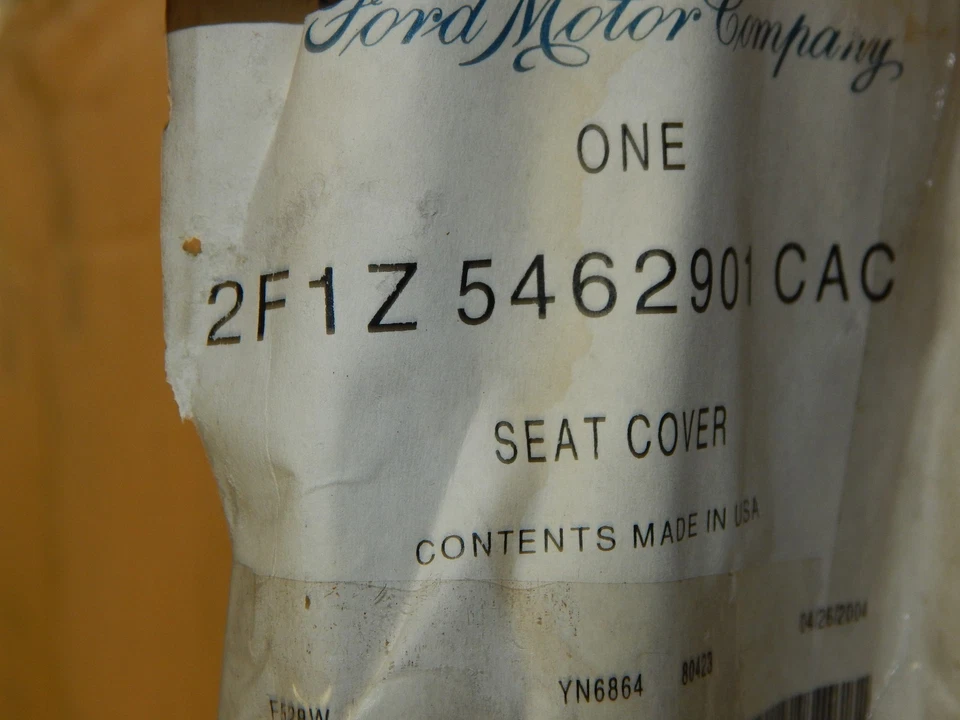 Ford Motor Company
ONE
2F1Z 5462901 CAC
SEAT COVER
CONTENTS MADE IN USA
04/26/2004
YN6864 80423